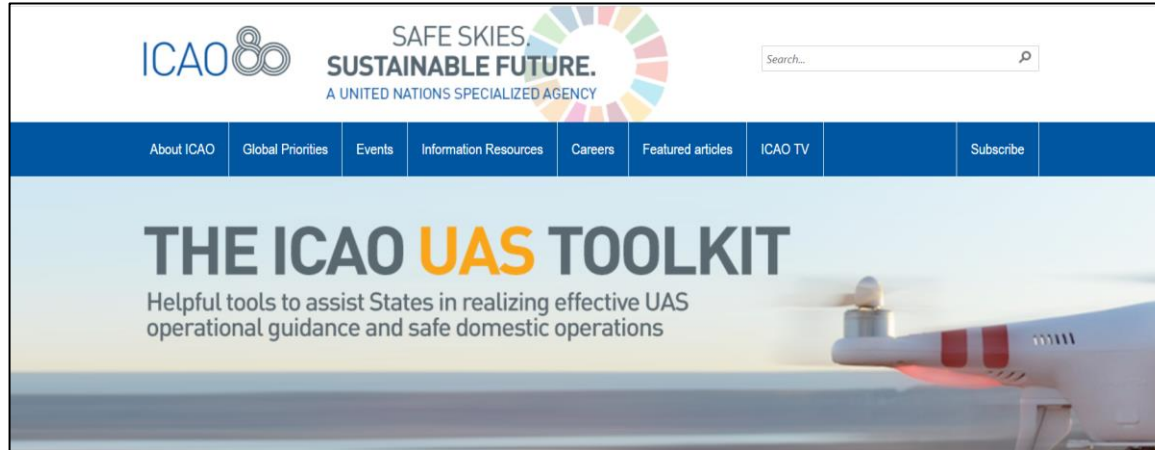 ICAO
SAFE SKIES.
SUSTAINABLE FUTURE.
A UNITED NATIONS SPECIALIZED AGENCY
Search...
About ICAO
Global Priorities
Events
Information Resources
Careers
Featured articles
ICAO TV
Subscribe
THE ICAO UAS TOOLKIT
Helpful tools to assist States in realizing effective UAS
operational guidance and safe domestic operations